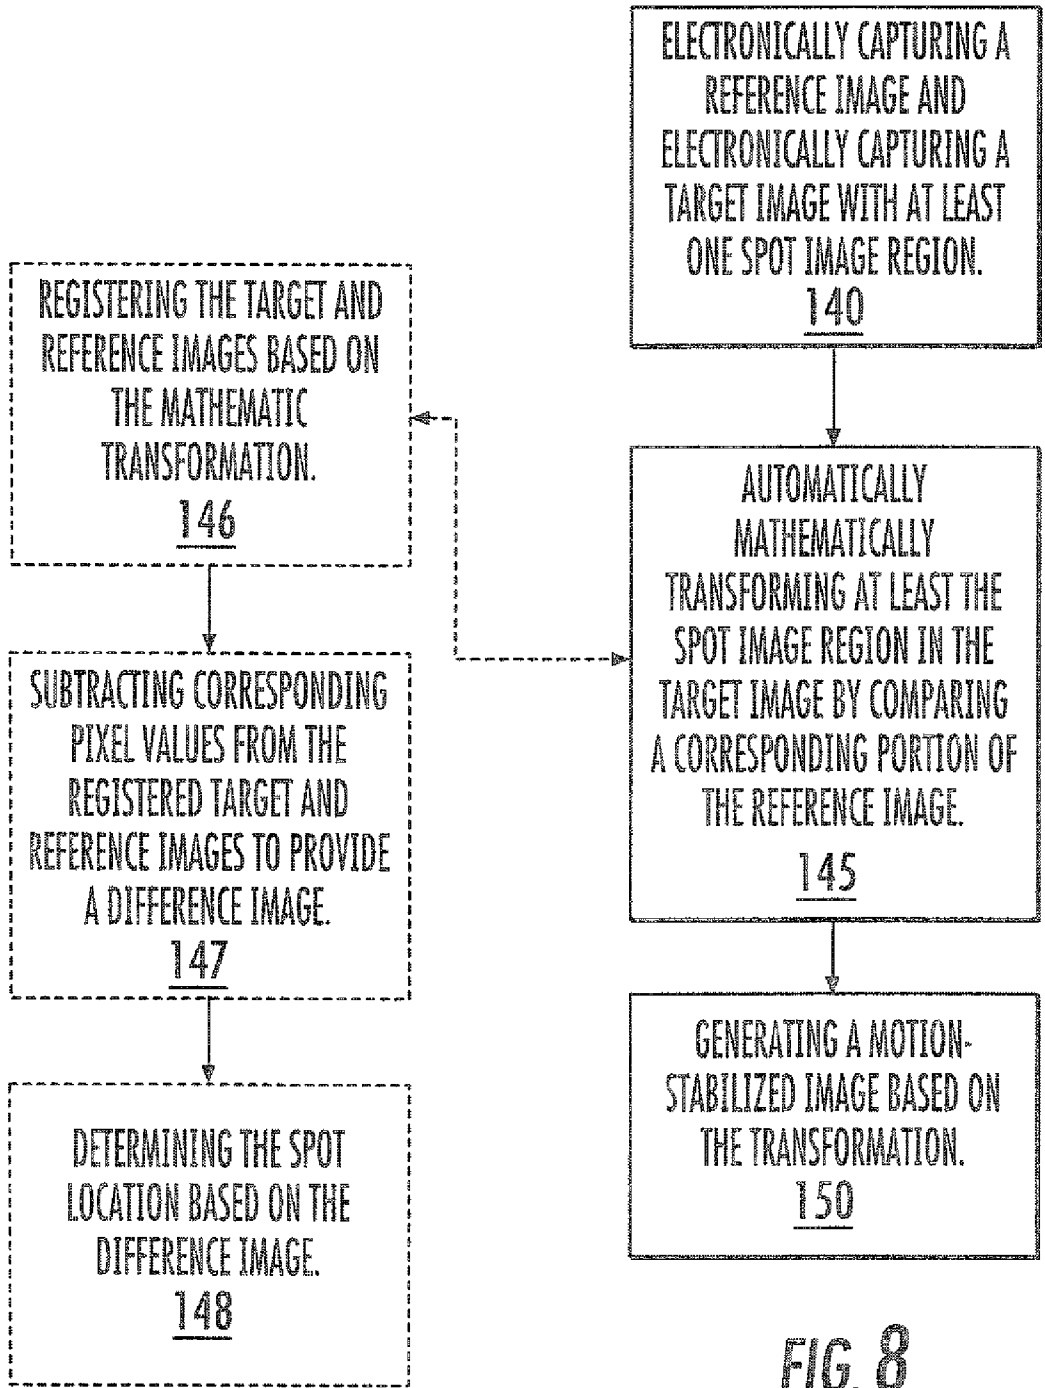 ELECTRONICALLY CAPTURING A
REFERENCE IMAGE AND
ELECTRONICALLY CAPTURING A
TARGET IMAGE WITH AT LEAST
ONE SPOT IMAGE REGION.
140
AUTOMATICALLY
MATHEMATICALLY
TRANSFORMING AT LEAST THE
SPOT IMAGE REGION IN THE
TARGET IMAGE BY COMPARING
A CORRESPONDING PORTION OF
THE REFERENCE IMAGE.
145
GENERATING A MOTION-
STABILIZED IMAGE BASED ON
THE TRANSFORMATION.
150
REGISTERING THE TARGET AND
REFERENCE IMAGES BASED ON
THE MATHEMATIC
TRANSFORMATION.
146
SUBTRACTING CORRESPONDING
PIXEL VALUES FROM THE
REGISTERED TARGET AND
REFERENCE IMAGES TO PROVIDE
A DIFFERENCE IMAGE.
147
DETERMINING THE SPOT
LOCATION BASED ON THE
DIFFERENCE IMAGE.
148
FIG. 8